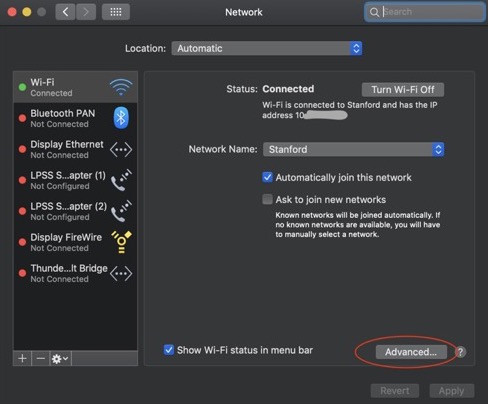 Network
Search
Location: Automatic
Wi-Fi
Connected
Bluetooth PAN
Not Connected
Display Ethernet
Not Connected
LPSS S...apter (1)
Not Configured
LPSS S...apter (2)
Not Configured
Display FireWire
Not Connected
Thunde...lt Bridge
Not Connected
Status: Connected
Turn Wi-Fi Off
Wi-Fi is connected to Stanford and has the IP
address 10
Network Name: Stanford
Automatically join this network
Ask to join new networks
Known networks will be joined automatically. If
no known networks are available, you will have
to manually select a network.
Show Wi-Fi status in menu bar
Advanced...
?
Revert
Apply